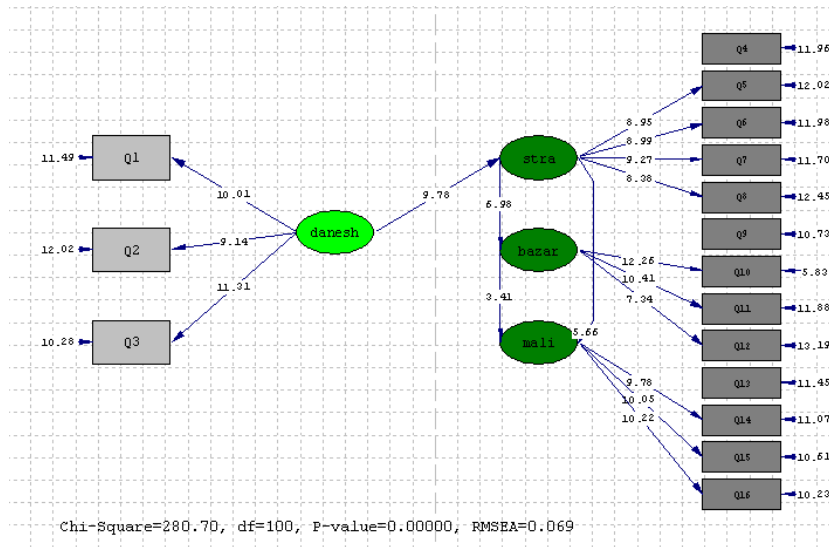 Q4
11.96
Q5
12.02
8.95
Q6
11.98
8.99
11.49
Q1
stra
9.27
Q7
11.70
8.38
10.01
9.78
6.98
Q8
12.45
danesh
Q9
10.73
12.02
Q2
9.14
bazar
12.26
Q10
5.83
10.41
11.31
3.41
7.34
Q11
11.88
10.28
Q3
mali
5.66
Q12
13.19
9.78
Q13
11.45
10.05
10.22
Q14
11.07
Q15
10.61
Q16
10.23
Chi-Square=280.70, df=100, P-value=0.00000, RMSEA=0.069